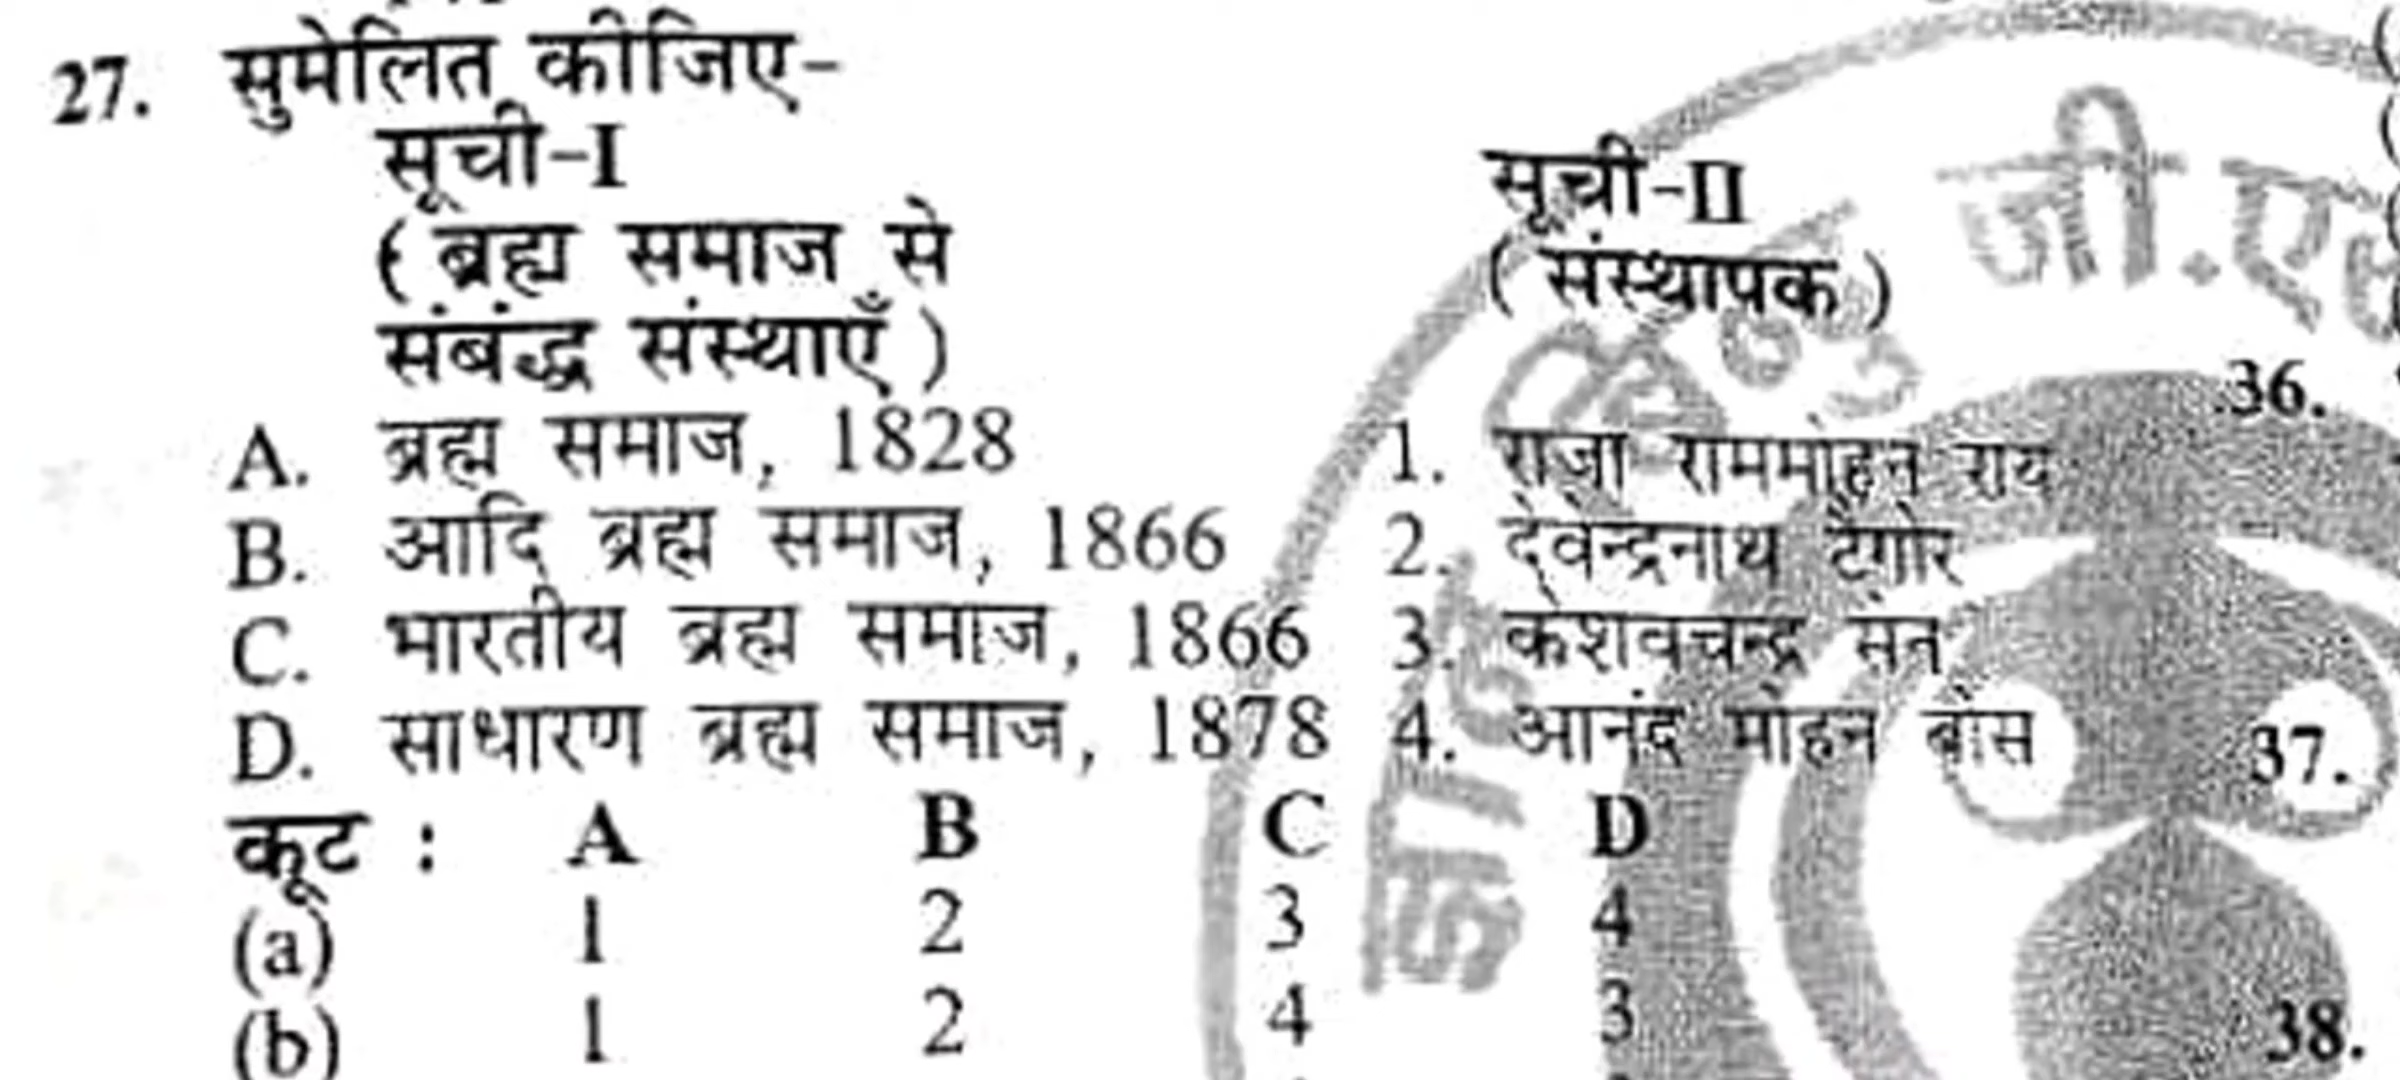 27. सुमेलित कीजिए-
सूची-I सूची-II
( ब्रह्म समाज से ( संस्थापक )
संबंद्ध संस्थाएँ )
A. ब्रह्म समाज, 1828 1. राजा राममोहन राय
B. आदि ब्रह्म समाज, 1866 2. देवेन्द्रनाथ टैगोर
C. भारतीय ब्रह्म समाज, 1866 3. केशवचन्द्र सेन
D. साधारण ब्रह्म समाज, 1878 4. आनंद मोहन बोस
कूट : A B C D
(a) 1 2 3 4
(b) 1 2 4 3
जी.एस
36.
37.
38.